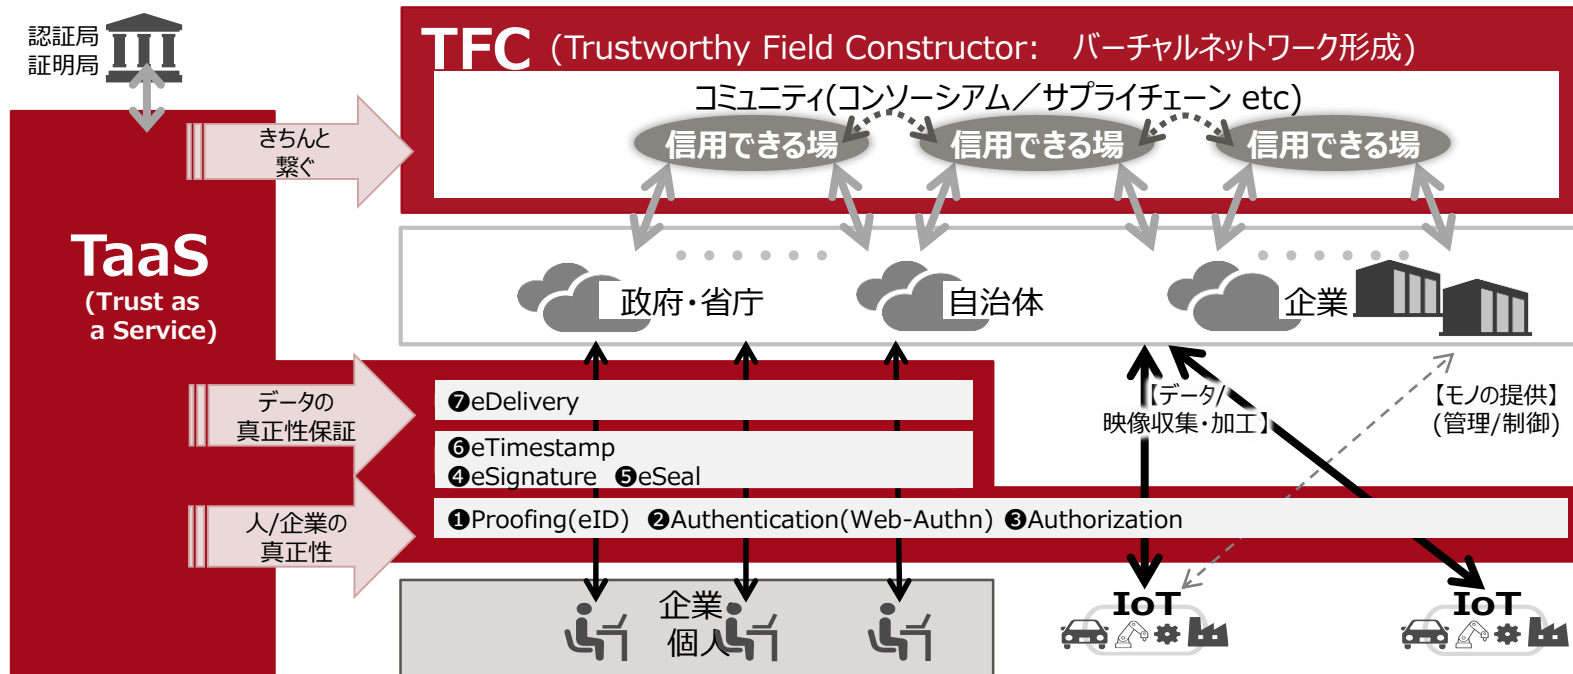 認証局
証明局
TFC (Trustworthy Field Constructor: バーチャルネットワーク形成)
コミュニティ(コンソーシアム／サプライチェーン etc)
信用できる場 信用できる場 信用できる場
きちんと
繋ぐ
TaaS
(Trust as
a Service)
政府・省庁 自治体 企業
データの
真正性保証
❼eDelivery
❻eTimestamp
❹eSignature ❺eSeal
【データ/
映像収集・加工】
【モノの提供】
(管理/制御)
人/企業の
真正性
❶Proofing(eID) ❷Authentication(Web-Authn) ❸Authorization
企業
個人
IoT IoT